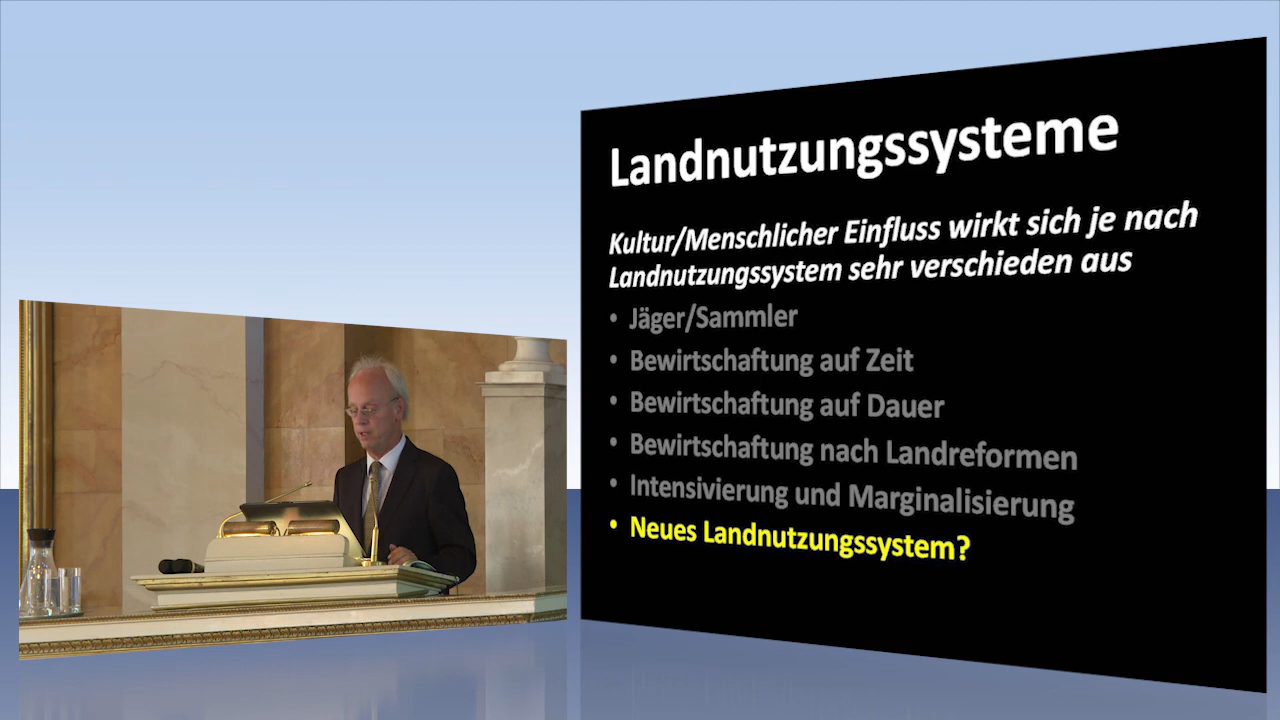 Landnutzungssysteme
Kultur/Menschlicher Einfluss wirkt sich je nach
Landnutzungssystem sehr verschieden aus
• Jäger/Sammler
• Bewirtschaftung auf Zeit
• Bewirtschaftung auf Dauer
• Bewirtschaftung nach Landreformen
• Intensivierung und Marginalisierung
• Neues Landnutzungssystem?